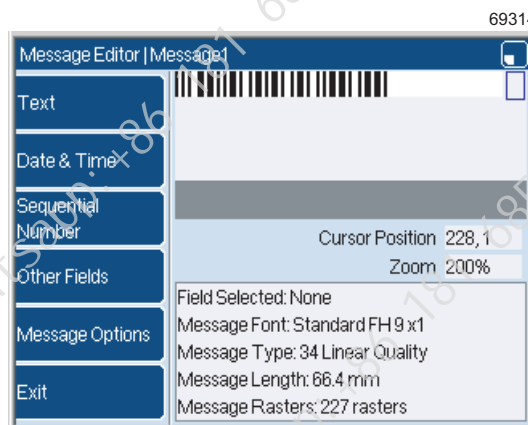 6931
Message Editor | Message1
Text
Date & Time
Sequential
Number
Other Fields
Message Options
Exit
Cursor Position 228,1
Zoom 200%
Field Selected: None
Message Font: Standard FH 9 x1
Message Type: 34 Linear Quality
Message Length: 66.4 mm
Message Rasters: 227 rasters